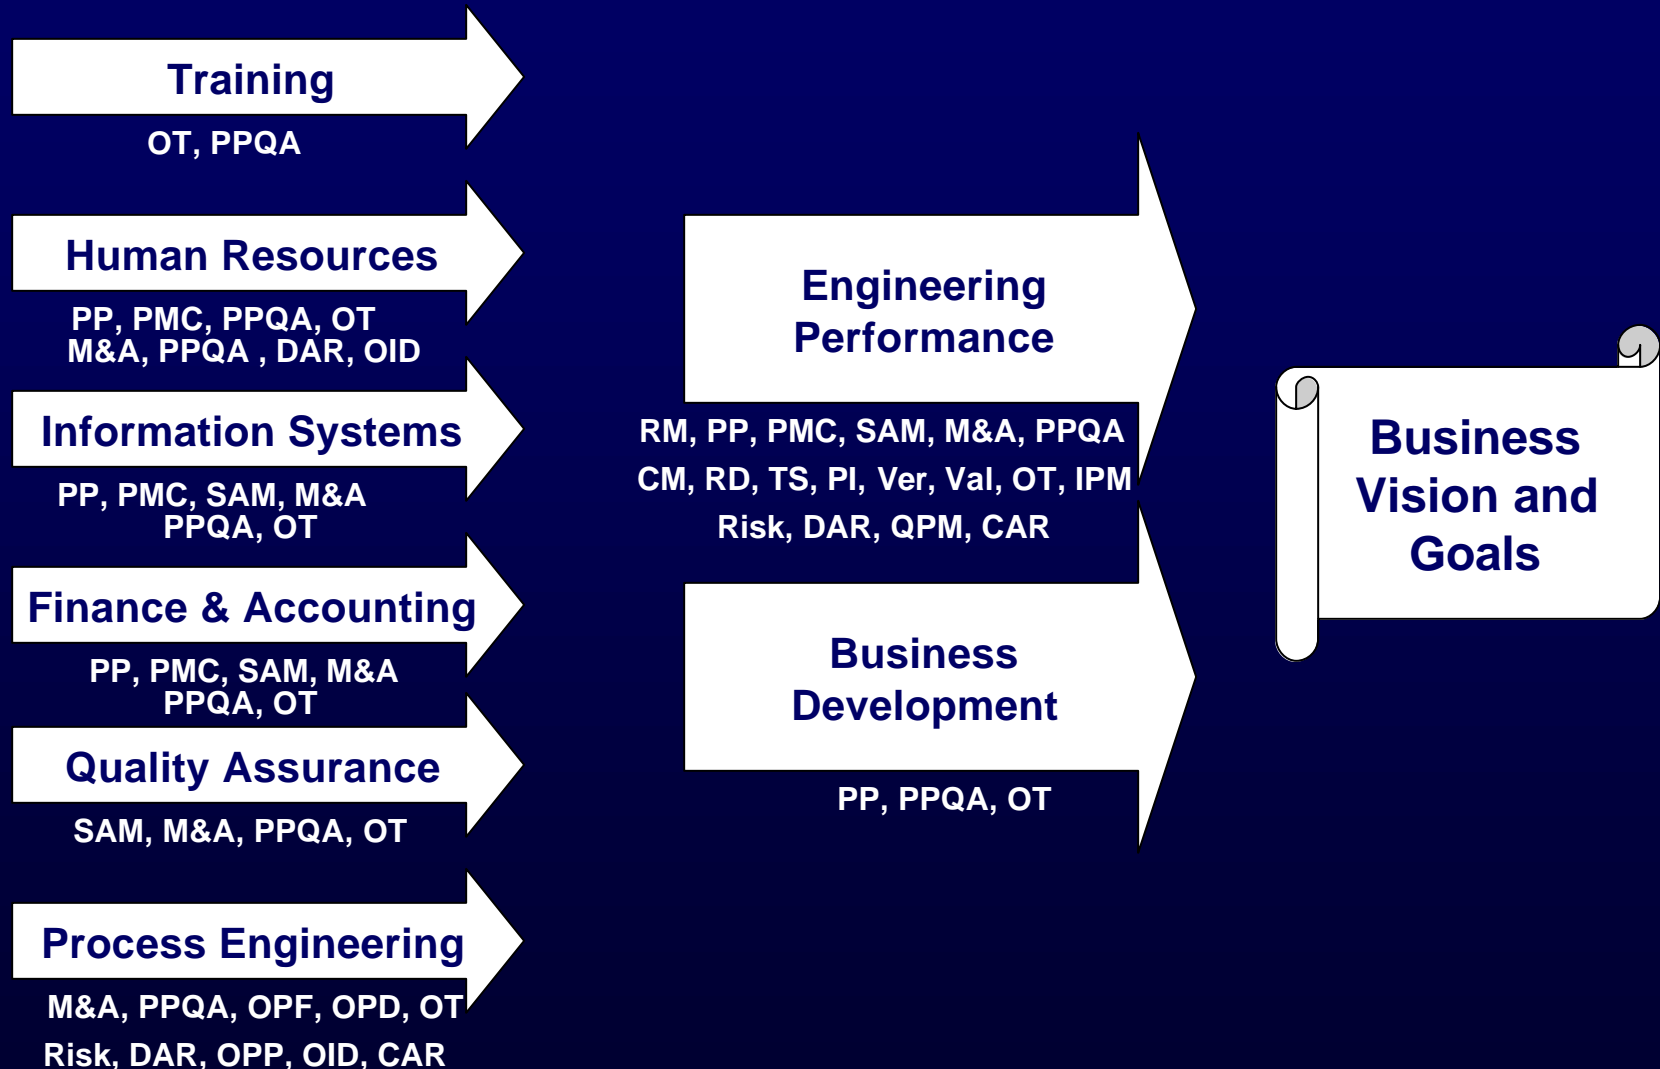 Training
OT, PPQA
Human Resources
PP, PMC, PPQA, OT
M&A, PPQA , DAR, OID
Information Systems
PP, PMC, SAM, M&A
PPQA, OT
Finance & Accounting
PP, PMC, SAM, M&A
PPQA, OT
Quality Assurance
SAM, M&A, PPQA, OT
Process Engineering
M&A, PPQA, OPF, OPD, OT
Risk, DAR, OPP, OID, CAR
Engineering
Performance
RM, PP, PMC, SAM, M&A, PPQA
CM, RD, TS, PI, Ver, Val, OT, IPM
Risk, DAR, QPM, CAR
Business
Development
PP, PPQA, OT
Business
Vision and
Goals